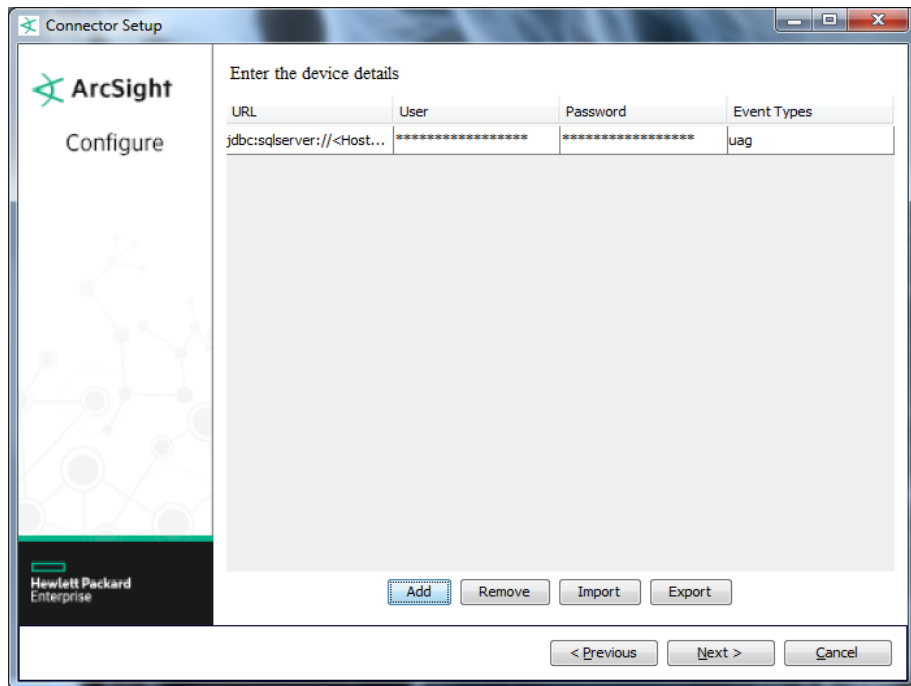 Connector Setup
ArcSight
Configure
Enter the device details
URL User Password Event Types
jdbc:sqlserver://<Host... ***************** ***************** uag
Add Remove Import Export
Hewlett Packard
Enterprise
< Previous Next > Cancel